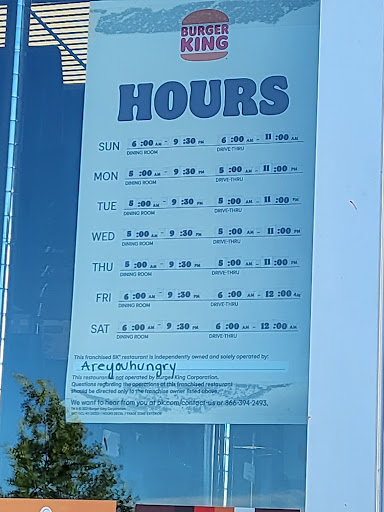 BURGER
KING
HOURS
SUN 6:00 AM - 9:30 PM 6:00 AM - 11:00 AM
DINING ROOM DRIVE-THRU
MON 5:00 AM - 9:30 PM 5:00 AM - 11:00 PM
DINING ROOM DRIVE-THRU
TUE 5:00 AM - 9:30 PM 5:00 AM - 11:00 PM
DINING ROOM DRIVE-THRU
WED 5:00 AM - 9:30 PM 5:00 AM - 11:00 PM
DINING ROOM DRIVE-THRU
THU 5:00 AM - 9:30 PM 5:00 AM - 11:00 PM
DINING ROOM DRIVE-THRU
FRI 6:00 AM - 9:30 PM 6:00 AM - 12:00
DINING ROOM DRIVE-THRU
SAT 6:00 AM - 9:30 PM 6:00 AM - 12:00 AM
DINING ROOM DRIVE-THRU
This franchised BK® restaurant is independently owned and solely operated by:
Areyouhungry
This restaurant is not operated by Burger King Corporation.
Questions regarding the operations of this franchised restaurant
should be directed only to the franchise owner listed above.
We want to hear from you at bk.com/contact-us or 866-394-2493.